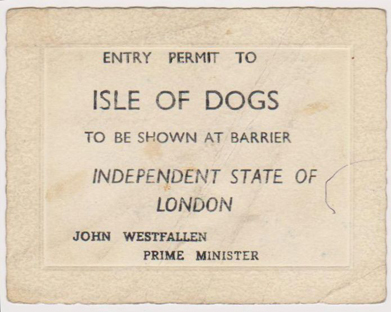 ENTRY PERMIT TO
ISLE OF DOGS
TO BE SHOWN AT BARRIER
INDEPENDENT STATE OF
LONDON
JOHN WESTFALLEN
PRIME MINISTER